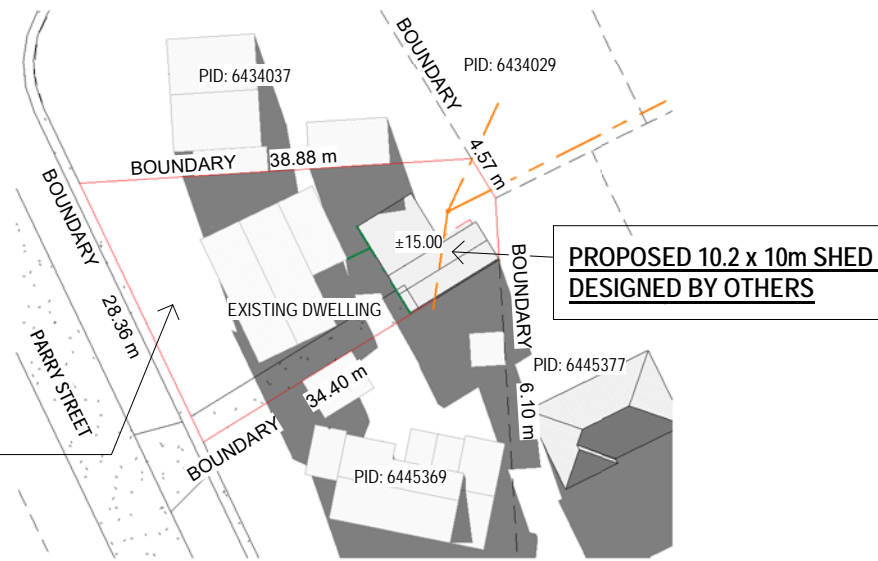 PID: 6434037
PID: 6434029
BOUNDARY
4.57 m
BOUNDARY 38.88 m
BOUNDARY
28.36 m
PARRY STREET
±15.00
EXISTING DWELLING
BOUNDARY
6.10 m
PROPOSED 10.2 x 10m SHED
DESIGNED BY OTHERS
PID: 6445377
BOUNDARY 34.40 m
PID: 6445369